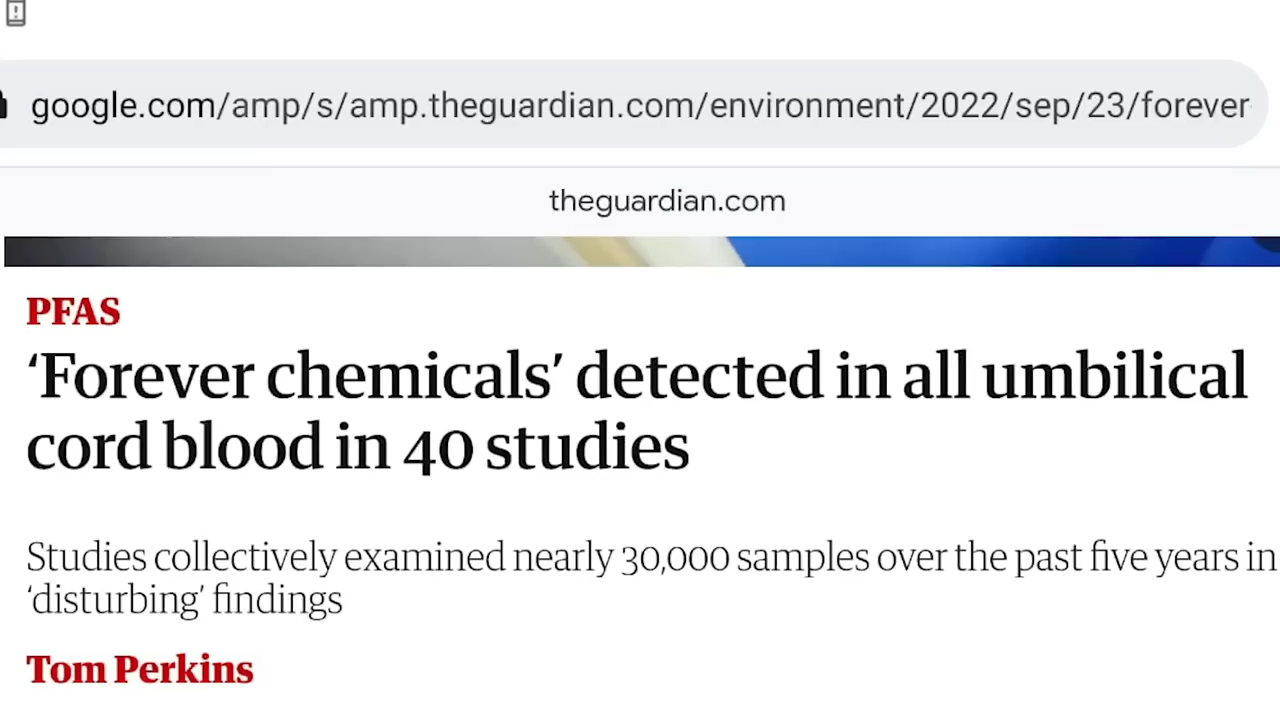 google.com/amp/s/amp.theguardian.com/environment/2022/sep/23/forever
theguardian.com
PFAS
‘Forever chemicals’ detected in all umbilical
cord blood in 40 studies
Studies collectively examined nearly 30,000 samples over the past five years in
‘disturbing’ findings
Tom Perkins